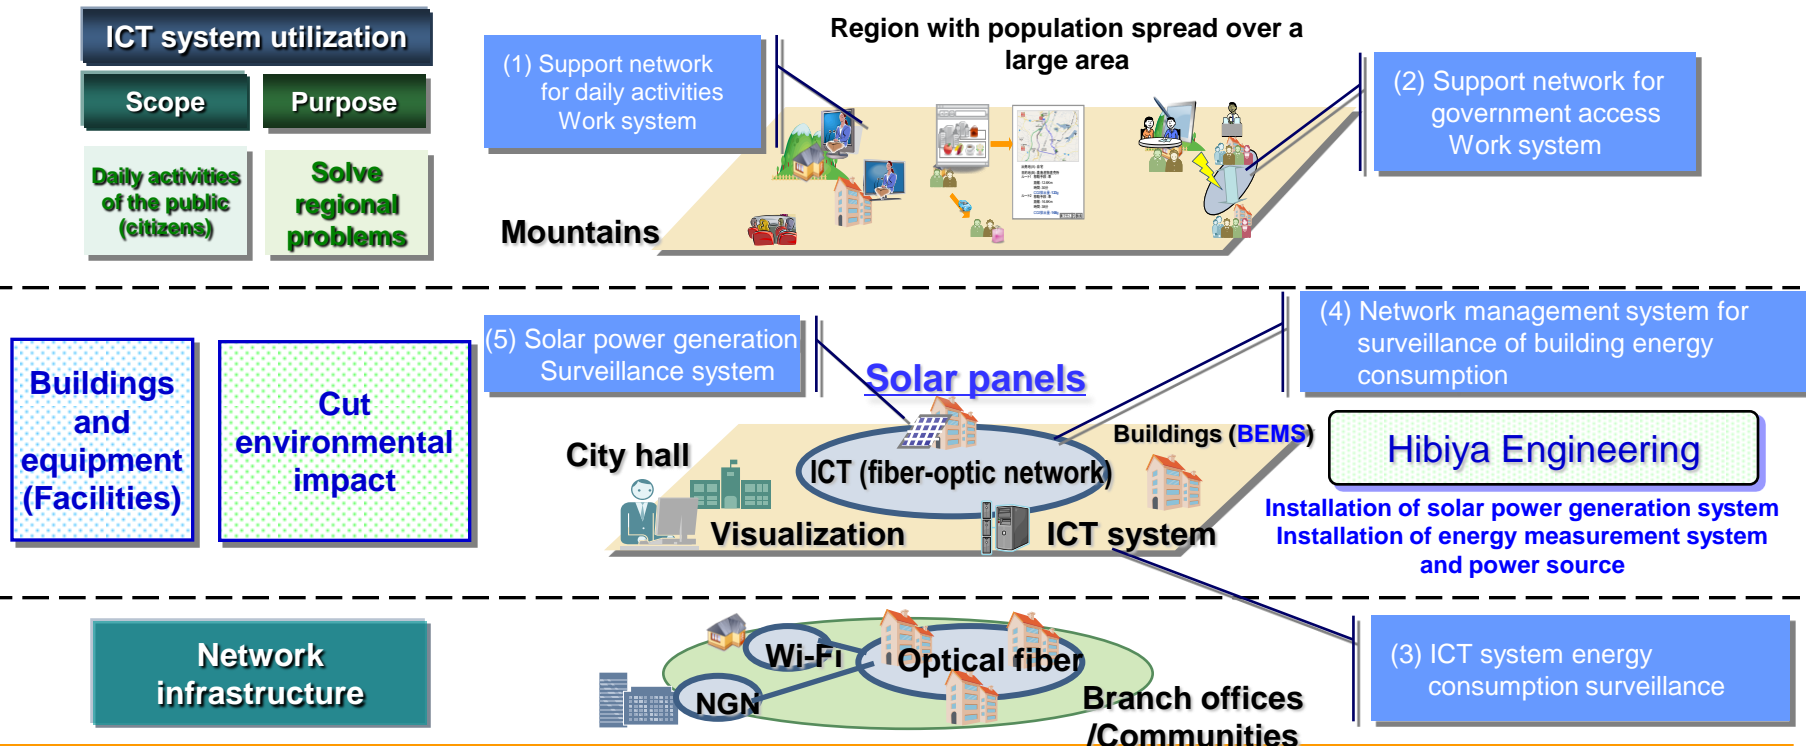 ICT system utilization
Scope
Purpose
Daily activities
of the public
(citizens)
Solve
regional
problems
(1) Support network
for daily activities
Work system
Region with population spread over a
large area
(2) Support network for
government access
Work system
Mountains
Buildings
and
equipment
(Facilities)
Cut
environmental
impact
(5) Solar power generation
Surveillance system
Solar panels
(4) Network management system for
surveillance of building energy
consumption
City hall
ICT (fiber-optic network)
Buildings (BEMS)
Visualization
ICT system
Hibiya Engineering
Installation of solar power generation system
Installation of energy measurement system
and power source
Network
infrastructure
Wi-Fi
Optical fiber
NGN
Branch offices
/Communities
(3) ICT system energy
consumption surveillance